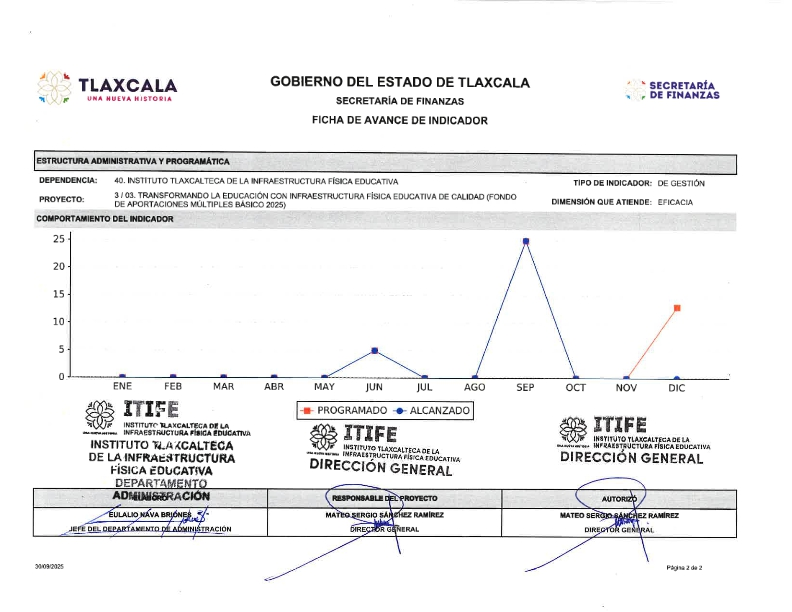 TLAXCALA
UNA NUEVA HISTORIA
GOBIERNO DEL ESTADO DE TLAXCALA
SECRETARÍA DE FINANZAS
FICHA DE AVANCE DE INDICADOR
SECRETARÍA
DE FINANZAS
ESTRUCTURA ADMINISTRATIVA Y PROGRAMÁTICA
DEPENDENCIA: 40. INSTITUTO TLAXCALTECA DE LA INFRAESTRUCTURA FÍSICA EDUCATIVA
TIPO DE INDICADOR: DE GESTIÓN
PROYECTO: 3 / 03. TRANSFORMANDO LA EDUCACIÓN CON INFRAESTRUCTURA FÍSICA EDUCATIVA DE CALIDAD (FONDO
DE APORTACIONES MÚLTIPLES BÁSICO 2025)
DIMENSIÓN QUE ATIENDE: EFICACIA
COMPORTAMIENTO DEL INDICADOR
25
20
15
10
5
0
ENE FEB MAR ABR MAY JUN JUL AGO SEP OCT NOV DIC
PROGRAMADO ALCANZADO
ITIFE
INSTITUTO TLAXCALTECA DE LA
INFRAESTRUCTURA FÍSICA EDUCATIVA
INSTITUTO TLAXCALTECA
DE LA INFRAESTRUCTURA
FÍSICA EDUCATIVA
DEPARTAMENTO
ADMINISTRACIÓN
ITIFE
INSTITUTO TLAXCALTECA DE LA
INFRAESTRUCTURA FÍSICA EDUCATIVA
DIRECCIÓN GENERAL
ITIFE
INSTITUTO TLAXCALTECA DE LA
INFRAESTRUCTURA FÍSICA EDUCATIVA
DIRECCIÓN GENERAL
RESPONSABLE DEL PROYECTO
AUTORIZO
EULALIO NAVA BRIONES
JEFE DEL DEPARTAMENTO DE ADMINISTRACIÓN
MATEO SERGIO SÁNCHEZ RAMÍREZ
DIRECTOR GENERAL
MATEO SERGIO SÁNCHEZ RAMÍREZ
DIRECTOR GENERAL
30/09/2025
Página 2 de 2